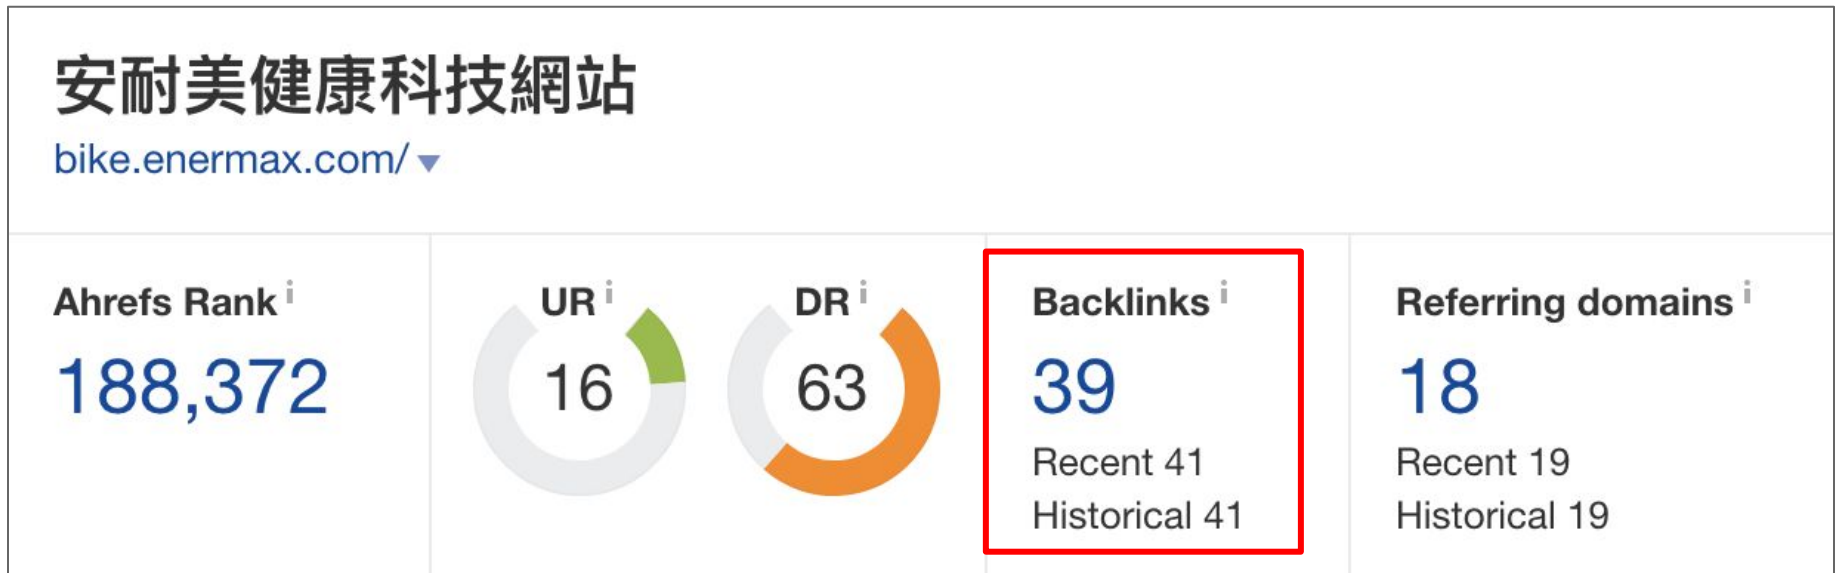 安耐美健康科技網站
bike.enermax.com/
Ahrefs Rank i
188,372
UR i
16
DR i
63
Backlinks i
39
Recent 41
Historical 41
Referring domains i
18
Recent 19
Historical 19